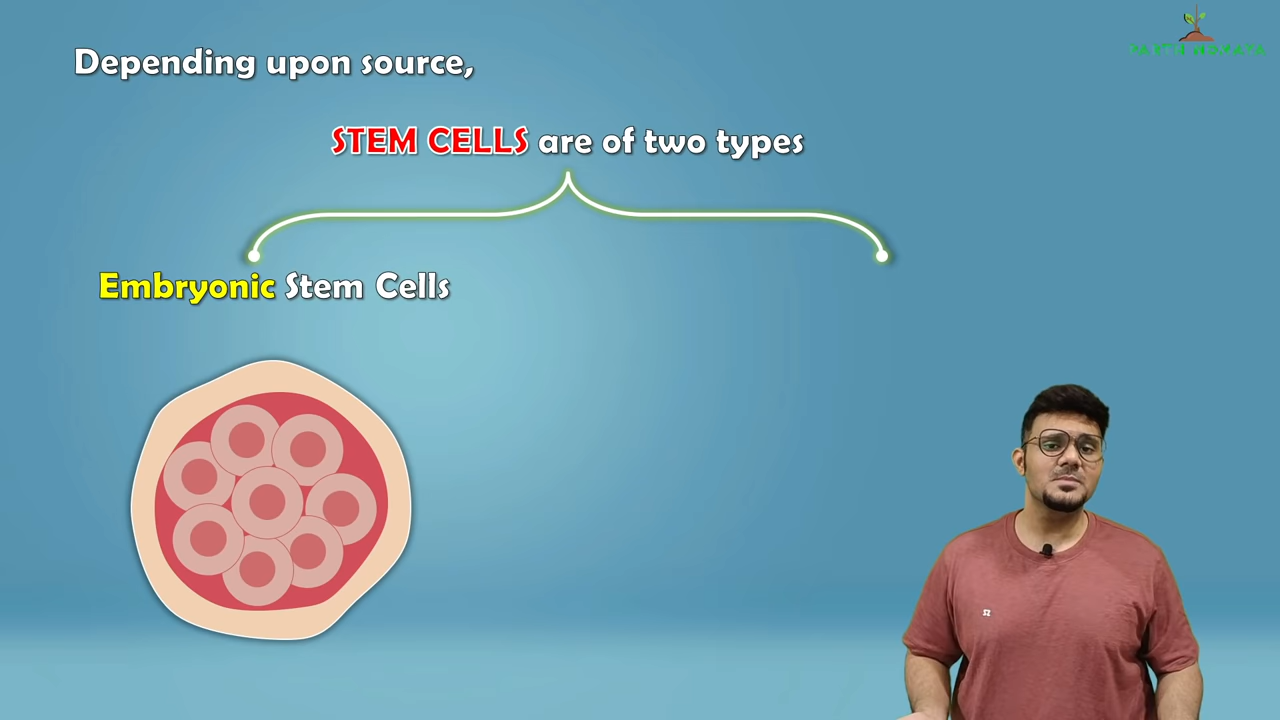 Depending upon source,
STEM CELLS are of two types
Embryonic Stem Cells